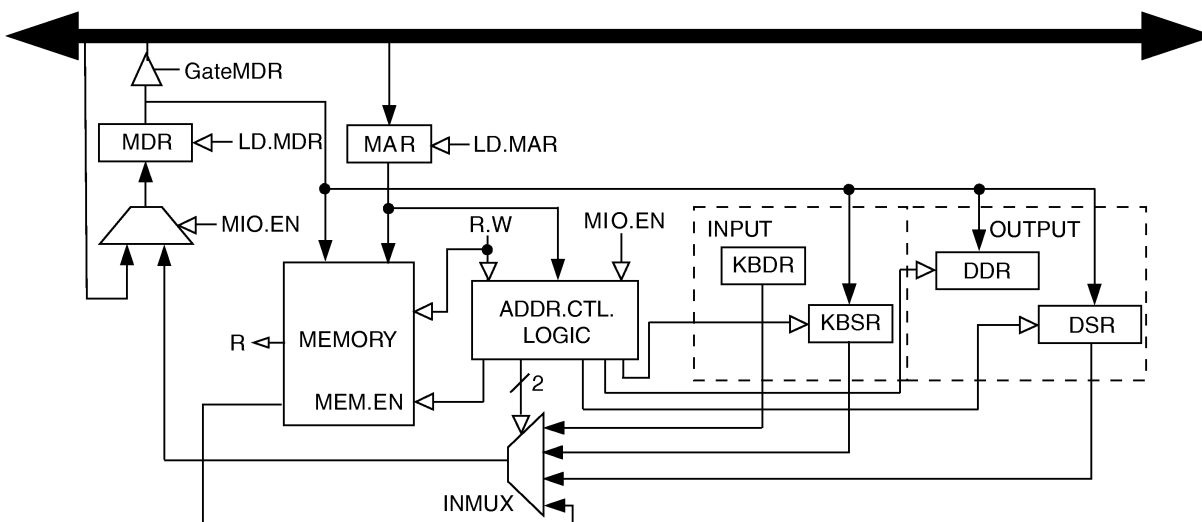 GateMDR
MDR
LD.MDR
MAR
LD.MAR
MIO.EN
R.W
MIO.EN
INPUT
OUTPUT
KBDR
DDR
ADDR.CTL.
LOGIC
KBSR
DSR
R
MEMORY
2
MEM.EN
INMUX